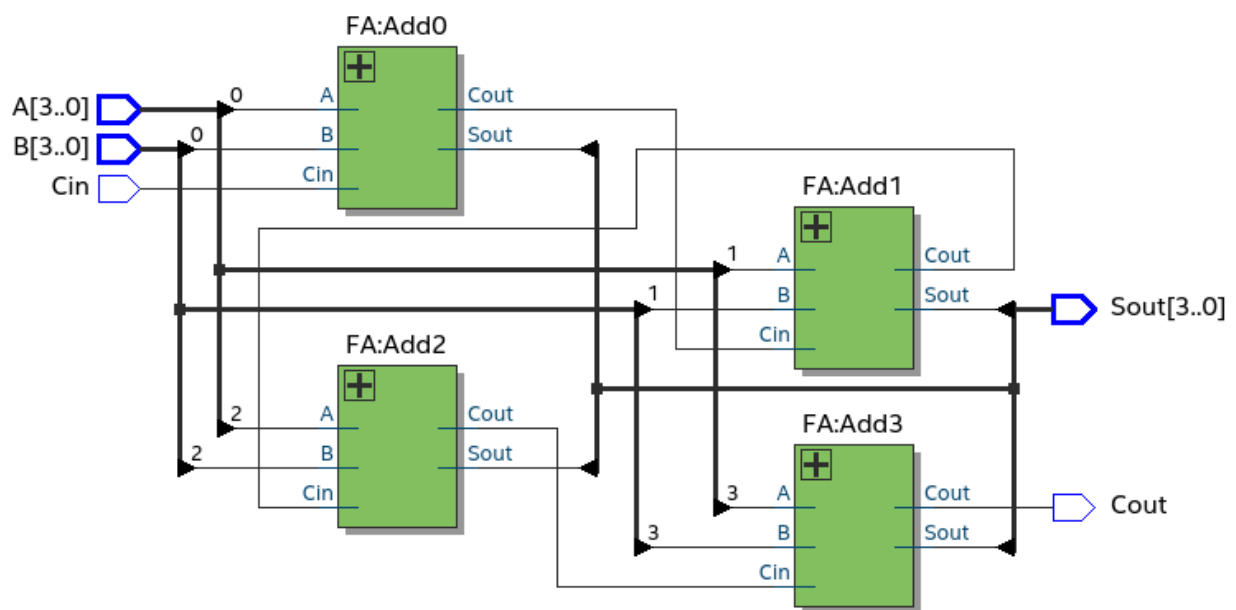 FA:Add0
A[3..0]
0
A
Cout
B[3..0]
0
B
Sout
Cin
Cin
FA:Add1
1
A
Cout
1
B
Sout
Sout[3..0]
Cin
FA:Add2
2
A
Cout
2
B
Sout
Cin
FA:Add3
3
A
Cout
Cout
3
B
Sout
Cin